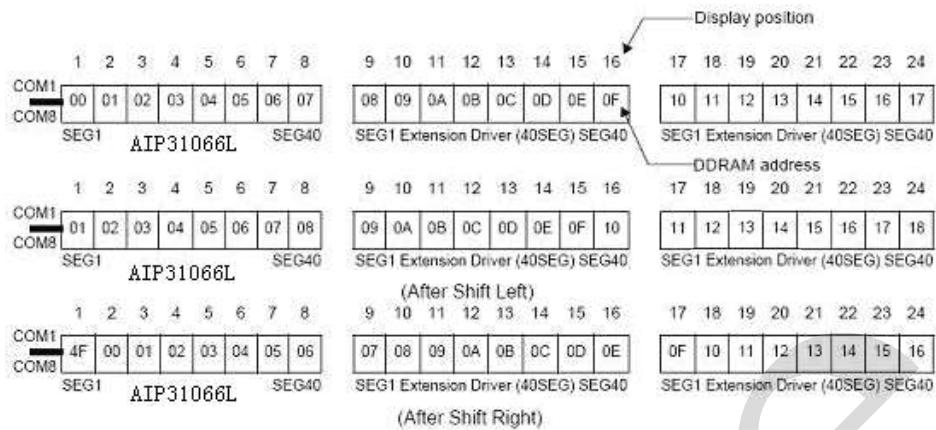 Display position
1 2 3 4 5 6 7 8 9 10 11 12 13 14 15 16 17 18 19 20 21 22 23 24
COM1
00 01 02 03 04 05 06 07 08 09 0A 0B 0C 0D 0E 0F 10 11 12 13 14 15 16 17
COM8
SEG1 AIP31066L SEG40 SEG1 Extension Driver (40SEG) SEG40 SEG1 Extension Driver (40SEG) SEG40
DDRAM address
1 2 3 4 5 6 7 8 9 10 11 12 13 14 15 16 17 18 19 20 21 22 23 24
COM1
01 02 03 04 05 06 07 08 09 0A 0B 0C 0D 0E 0F 10 11 12 13 14 15 16 17 18
COM8
SEG1 AIP31066L SEG40 SEG1 Extension Driver (40SEG) SEG40 SEG1 Extension Driver (40SEG) SEG40
(After Shift Left)
1 2 3 4 5 6 7 8 9 10 11 12 13 14 15 16 17 18 19 20 21 22 23 24
COM1
4F 00 01 02 03 04 05 06 07 08 09 0A 0B 0C 0D 0E 0F 10 11 12 13 14 15 16
COM8
SEG1 AIP31066L SEG40 SEG1 Extension Driver (40SEG) SEG40 SEG1 Extension Driver (40SEG) SEG40
(After Shift Right)